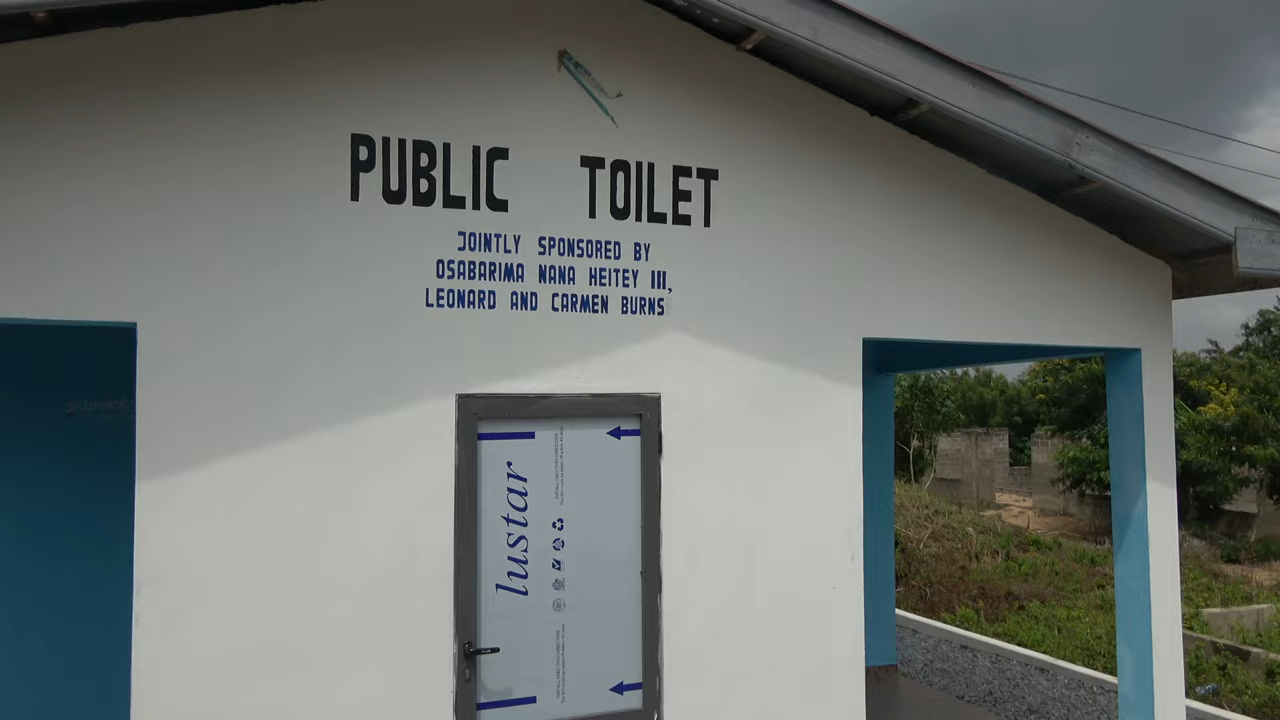 PUBLIC TOILET
JOINTLY SPONSORED BY
OSABARIMA NANA HEITEY III,
LEONARD AND CARMEN BURNS
lustar